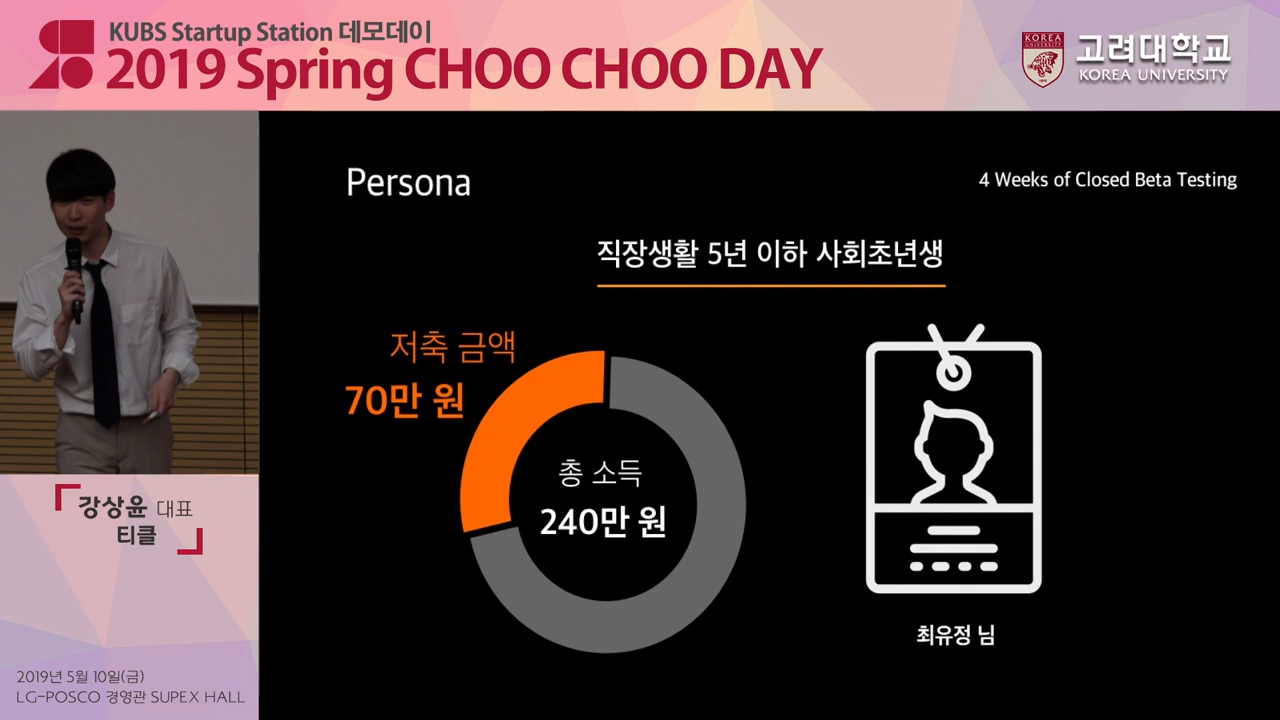 KUBS Startup Station 데모데이
2019 Spring CHOO CHOO DAY
KOREA
UNIVERSITY
고려대학교
KOREA UNIVERSITY
Persona
4 Weeks of Closed Beta Testing
직장생활 5년 이하 사회초년생
저축 금액
70만 원
총 소득
240만 원
최유정 님
강상윤 대표
티클
2019년 5월 10일(금)
LG-POSCO 경영관 SUPEX HALL